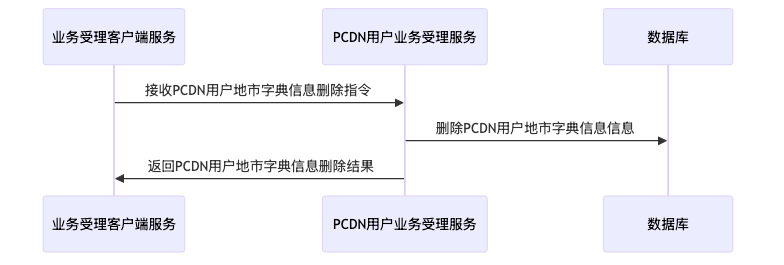 业务受理客户端服务
PCDN用户业务受理服务
数据库
接收PCDN用户地市字典信息删除指令
删除PCDN用户地市字典信息信息
返回PCDN用户地市字典信息删除结果
业务受理客户端服务
PCDN用户业务受理服务
数据库